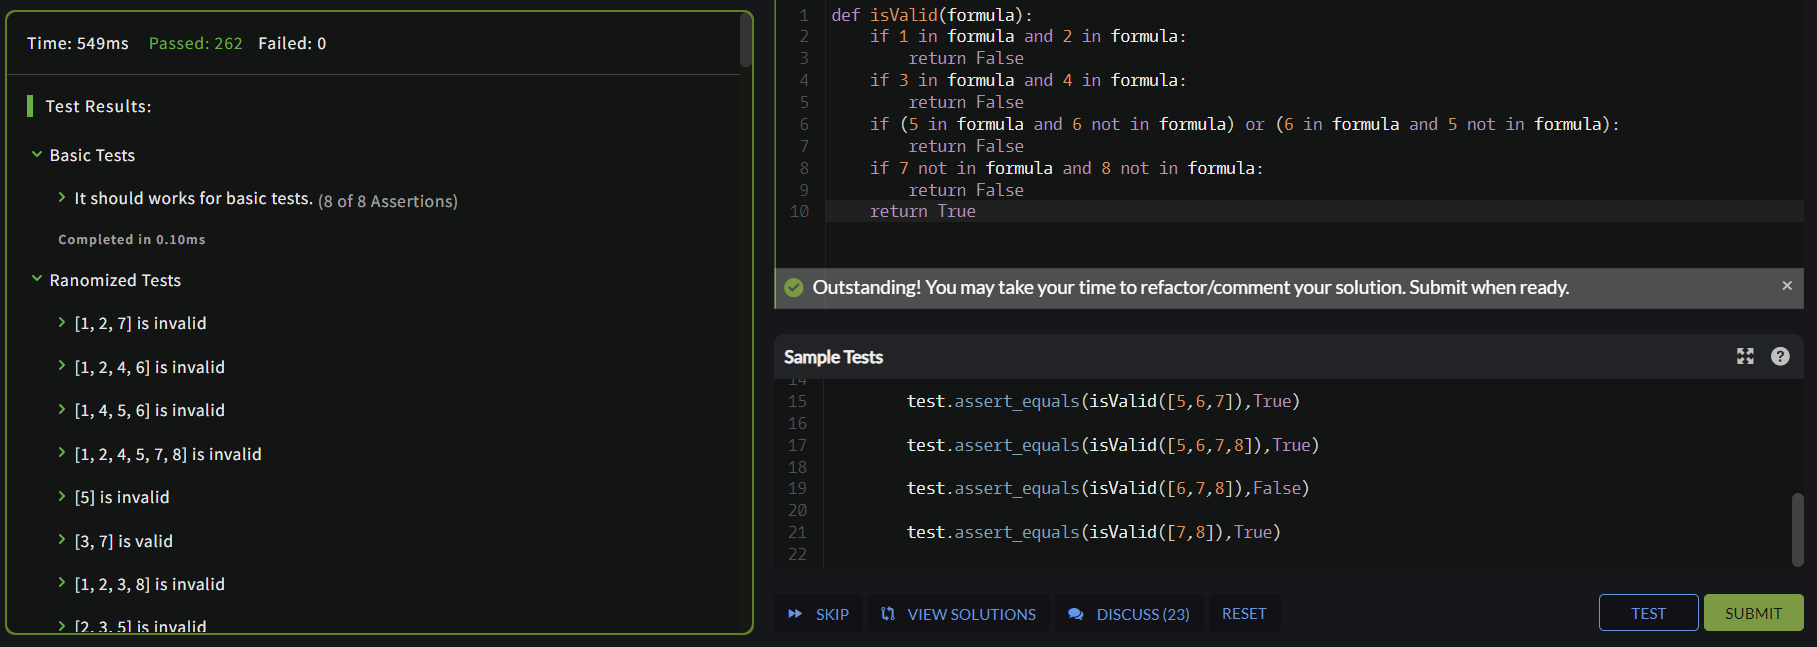 Time: 549ms Passed: 262 Failed: 0
Test Results:
Basic Tests
It should works for basic tests. (8 of 8 Assertions)
Completed in 0.10ms
Ranomized Tests
[1, 2, 7] is invalid
[1, 2, 4, 6] is invalid
[1, 4, 5, 6] is invalid
[1, 2, 4, 5, 7, 8] is invalid
[5] is invalid
[3, 7] is valid
[1, 2, 3, 8] is invalid
[2, 3, 5] is invalid
1 def isValid(formula):
2 if 1 in formula and 2 in formula:
3 return False
4 if 3 in formula and 4 in formula:
5 return False
6 if (5 in formula and 6 not in formula) or (6 in formula and 5 not in formula):
7 return False
8 if 7 not in formula and 8 not in formula:
9 return False
10 return True
Outstanding! You may take your time to refactor/comment your solution. Submit when ready.
Sample Tests
14
15 test.assert_equals(isValid([5,6,7]),True)
16
17 test.assert_equals(isValid([5,6,7,8]),True)
18
19 test.assert_equals(isValid([6,7,8]),False)
20
21 test.assert_equals(isValid([7,8]),True)
22
SKIP VIEW SOLUTIONS DISCUSS (23) RESET TEST SUBMIT